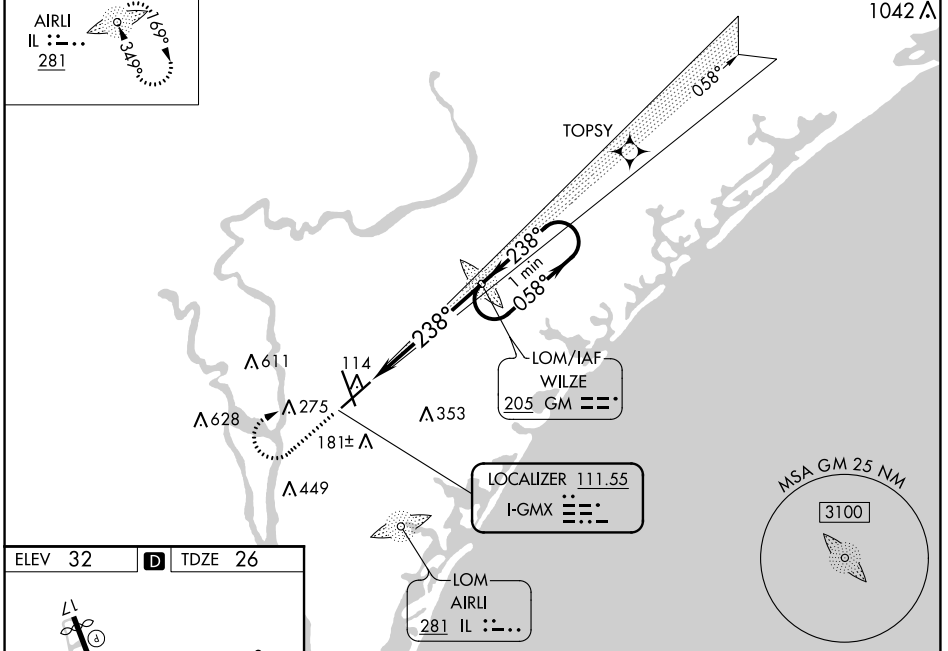 AIRLI
IL
281
169°
349°
1042
058°
TOPSY
238°
1 min
058°
238°
LOM/IAF
WILZE
205 GM
611
114
628
275
353
181±
449
LOCALIZER 111.55
I-GMX
LOM
AIRLI
281 IL
MSA GM 25 NM
3100
ELEV 32
D
TDZE 26
17
P